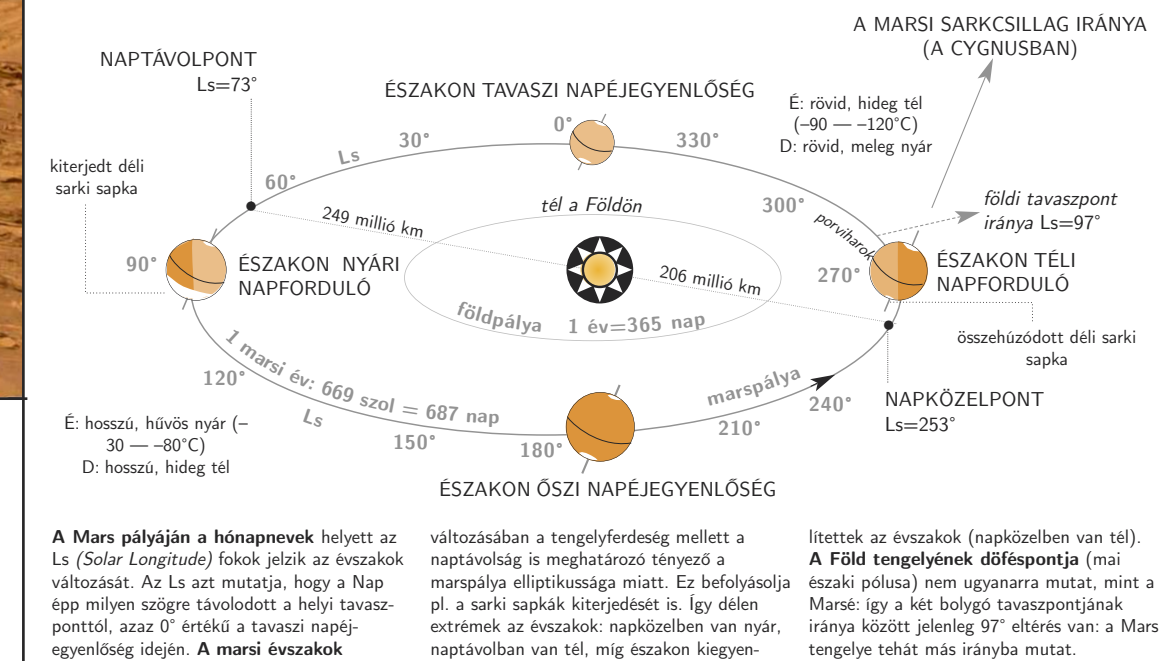 A MARSI SARKCSILLAG IRÁNYA
(A CYGNUSBAN)
NAPTÁVOLPONT
Ls=73°
ÉSZAKON TAVASZI NAPÉJEGYENLŐSÉG
É: rövid, hideg tél
(–90 — –120°C)
D: rövid, meleg nyár
0°
30°
330°
Ls
60°
kiterjedt déli
sarki sapka
300°
tél a Földön
földi tavaszpont
iránya Ls=97°
249 millió km
porviharok
90°
ÉSZAKON NYÁRI
NAPFORDULÓ
206 millió km
270°
ÉSZAKON TÉLI
NAPFORDULÓ
földpálya 1 év=365 nap
összehúzódott déli sarki
sapka
1 marsi év: 669 szol = 687 nap
120°
marspálya
240°
NAPKÖZELPONT
Ls=253°
Ls
É: hosszú, hűvös nyár (–
30 — –80°C)
D: hosszú, hideg tél
150°
180°
210°
ÉSZAKON ŐSZI NAPÉJEGYENLŐSÉG
A Mars pályáján a hónapnevek helyett az
Ls (Solar Longitude) fokok jelzik az évszakok
változását. Az Ls azt mutatja, hogy a Nap
épp milyen szögre távolodott a helyi tavasz-
ponttól, azaz 0° értékű a tavaszi napéj-
egyenlőség idején. A marsi évszakok
változásában a tengelyferdeség mellett a
naptávolság is meghatározó tényező a
marspálya elliptikussága miatt. Ez befolyásolja
pl. a sarki sapkák kiterjedését is. Így délen
extrémek az évszakok: napközelben van nyár,
naptávolban van tél, míg északon kiegyen-
lítettek az évszakok (napközelben van tél).
A Föld tengelyének döféspontja (mai
északi pólusa) nem ugyanarra mutat, mint a
Marsé: így a két bolygó tavaszpontjának
iránya között jelenleg 97° eltérés van: a Mars
tengelye tehát más irányba mutat.